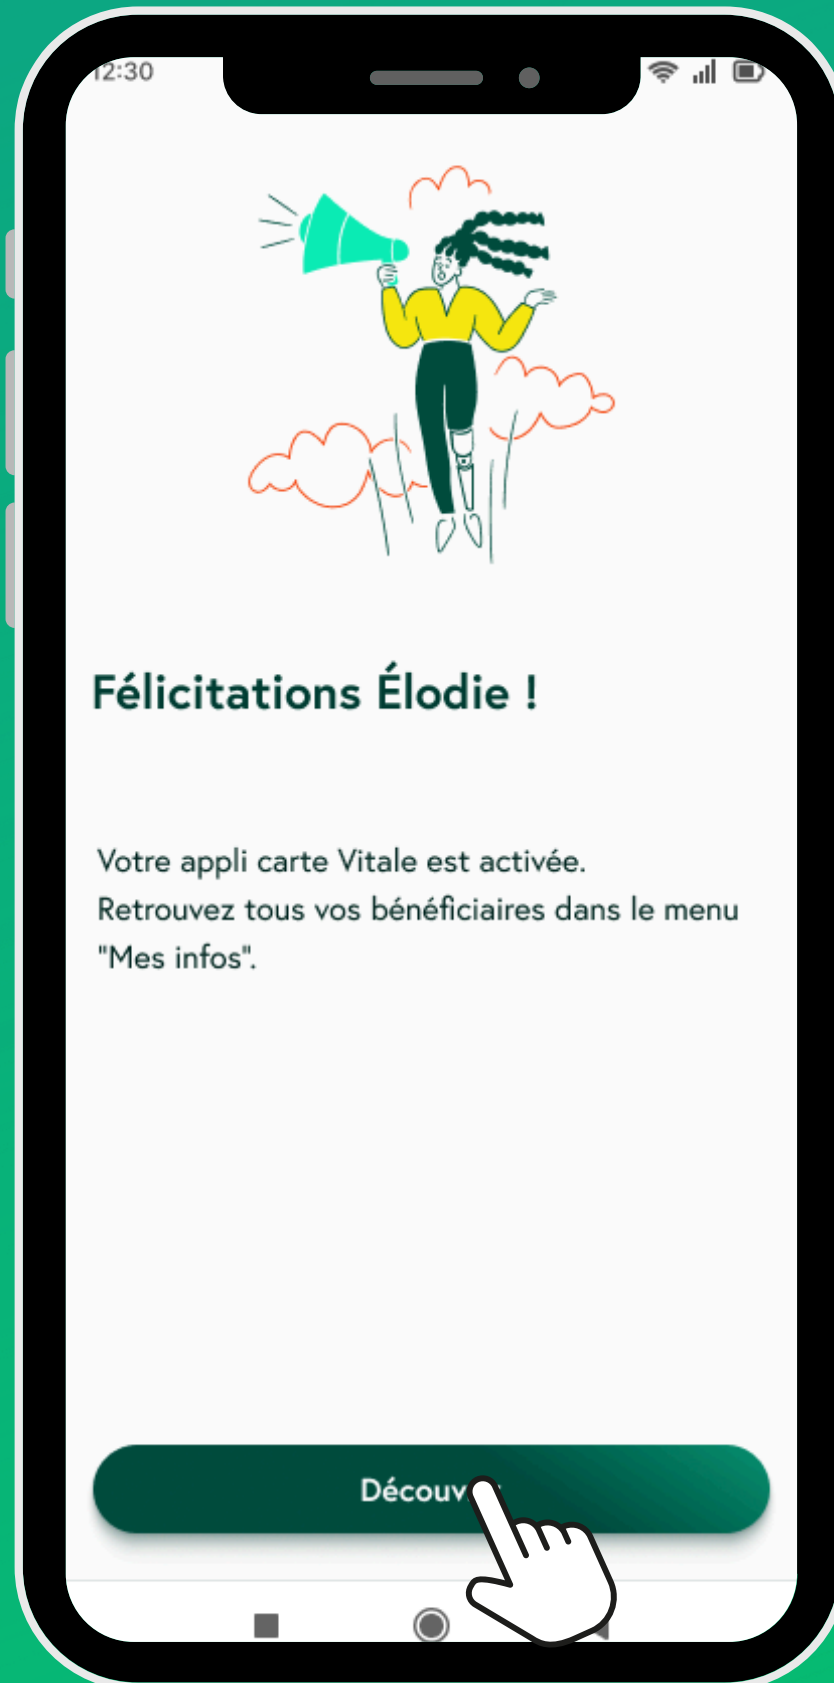 12:30
Félicitations Élodie !
Votre appli carte Vitale est activée.
Retrouvez tous vos bénéficiaires dans le menu
"Mes infos".